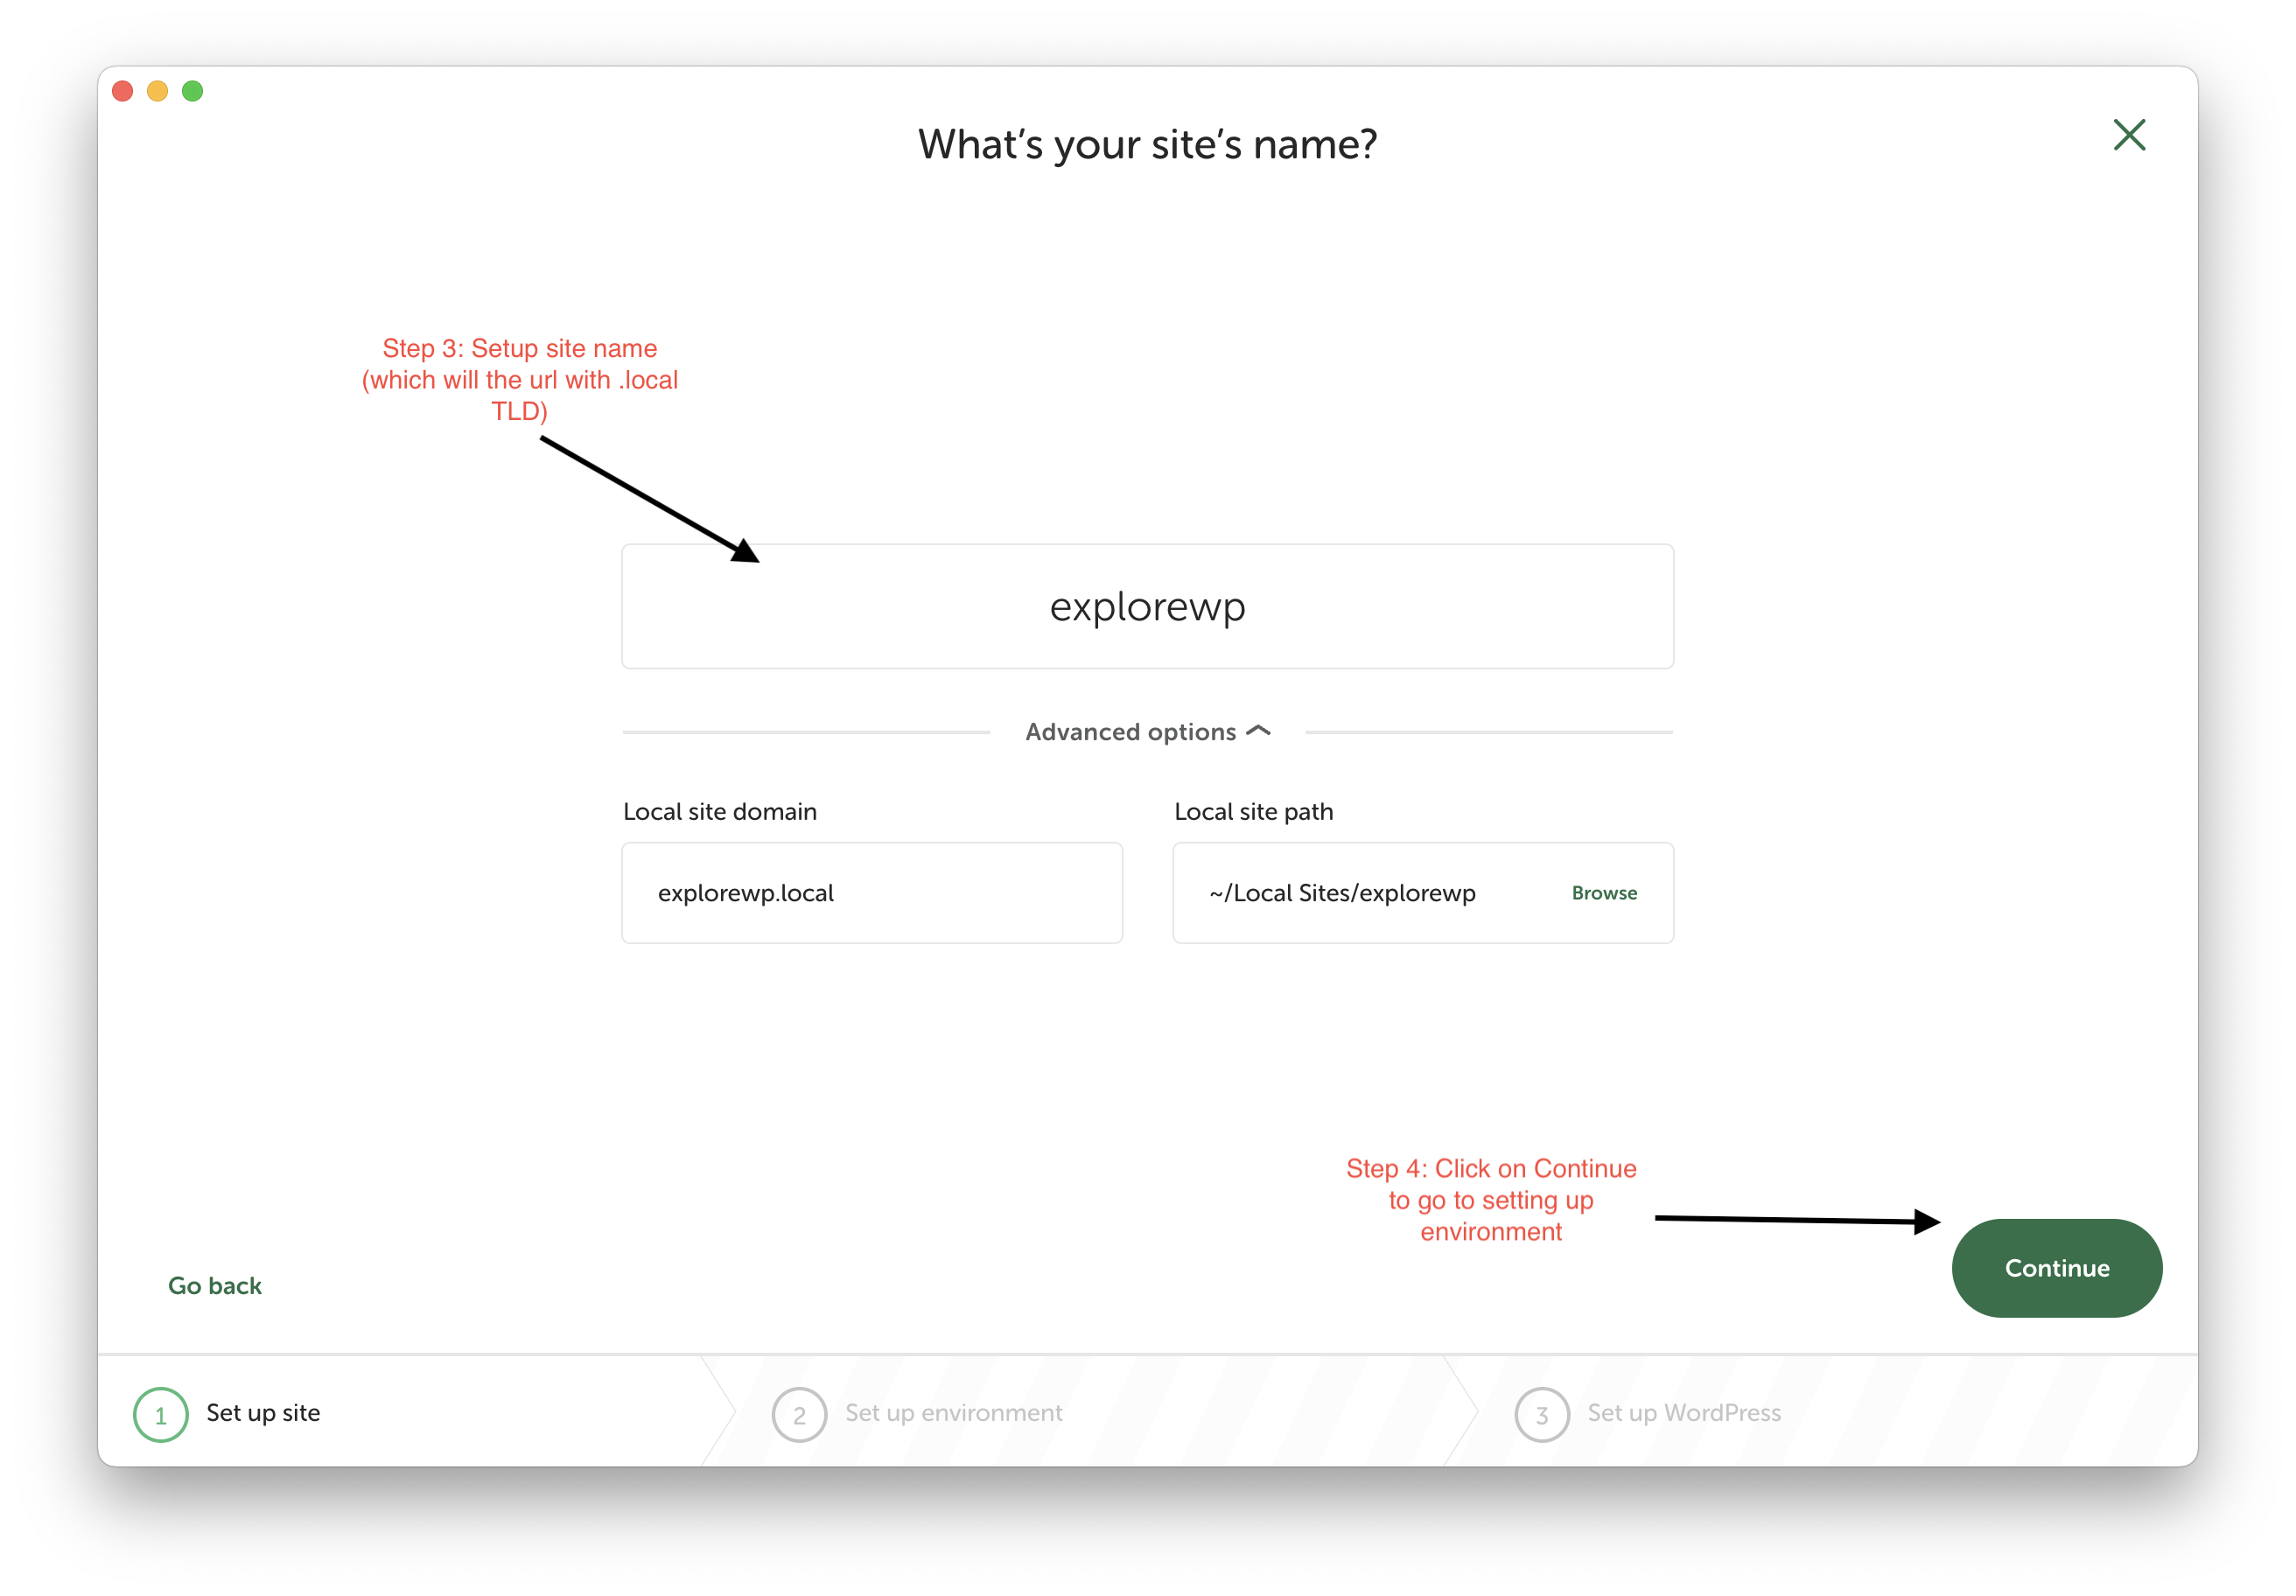 What’s your site’s name?
Step 3: Setup site name
(which will the url with .local
TLD)
explorewp
Advanced options
Local site domain
Local site path
explorewp.local
~/Local Sites/explorewp
Browse
Step 4: Click on Continue
to go to setting up
environment
Continue
Go back
1 Set up site
2 Set up environment
3 Set up WordPress